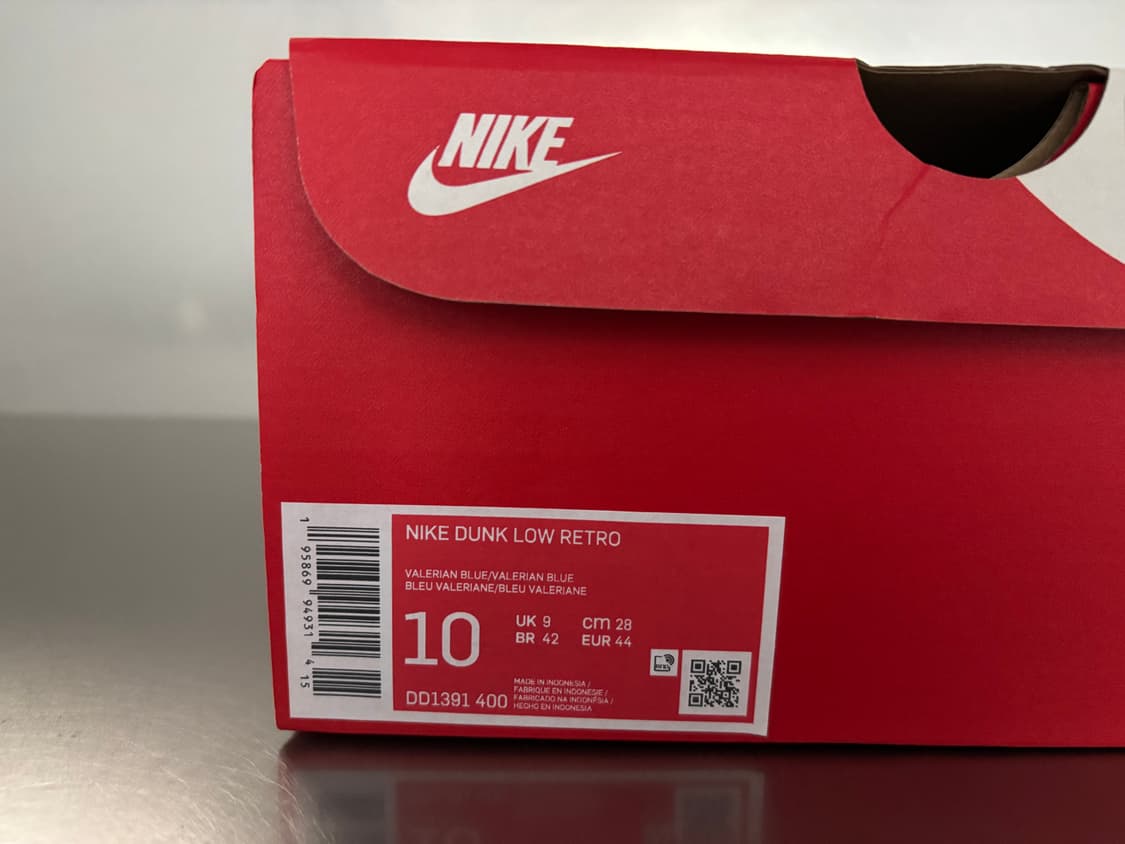 NIKE
1 95869 94931 4 15
NIKE DUNK LOW RETRO
VALERIAN BLUE/VALERIAN BLUE
BLEU VALERIANE/BLEU VALERIANE
10
UK 9 cm 28
BR 42 EUR 44
DD1391 400
MADE IN INDONESIA /
FABRIQUE EN INDONESIE /
FABRICADO NA INDONÉSIA /
HECHO EN INDONESIA